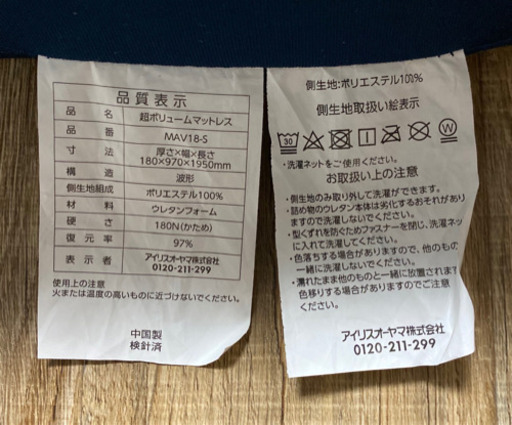 品質表示
品名 超ボリュームマットレス
品番 MAV18-S
寸法 厚さ×幅×長さ
180×970×1950mm
構造 波形
側生地組成 ポリエステル100%
材料 ウレタンフォーム
硬さ 180N(かため)
復元率 97%
表示者 アイリスオーヤマ株式会社
0120-211-299
使用上の注意
火または温度の高いものに近づけないでください。
中国製
検針済
側生地:ポリエステル100%
側生地取扱い絵表示
30
W
・洗濯ネットをご使用ください。
お取扱い上の注意
・側生地のみ取り外して洗濯ができます。
・詰め物のウレタン本体は劣化するおそれがあり
ますので洗濯しないでください。
・型くずれを防ぐためファスナーを閉じ、洗濯ネット
に入れて洗濯してください。
・色落ちする場合がありますので、他のもの
と一緒に洗濯しないでください。
・濡れたまま他のものと一緒に放置されます
色移りする場合がありますのでご注意
ください。
アイリスオーヤマ株式会社
0120-211-299